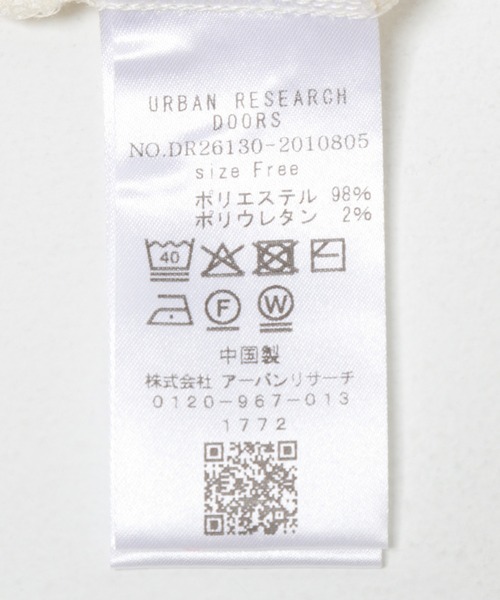 URBAN RESEARCH
DOORS
NO.DR26130-2010805
size Free
ポリエステル 98%
ポリウレタン 2%
40
F W
中国製
株式会社 アーバンリサーチ
0120-967-013
1772